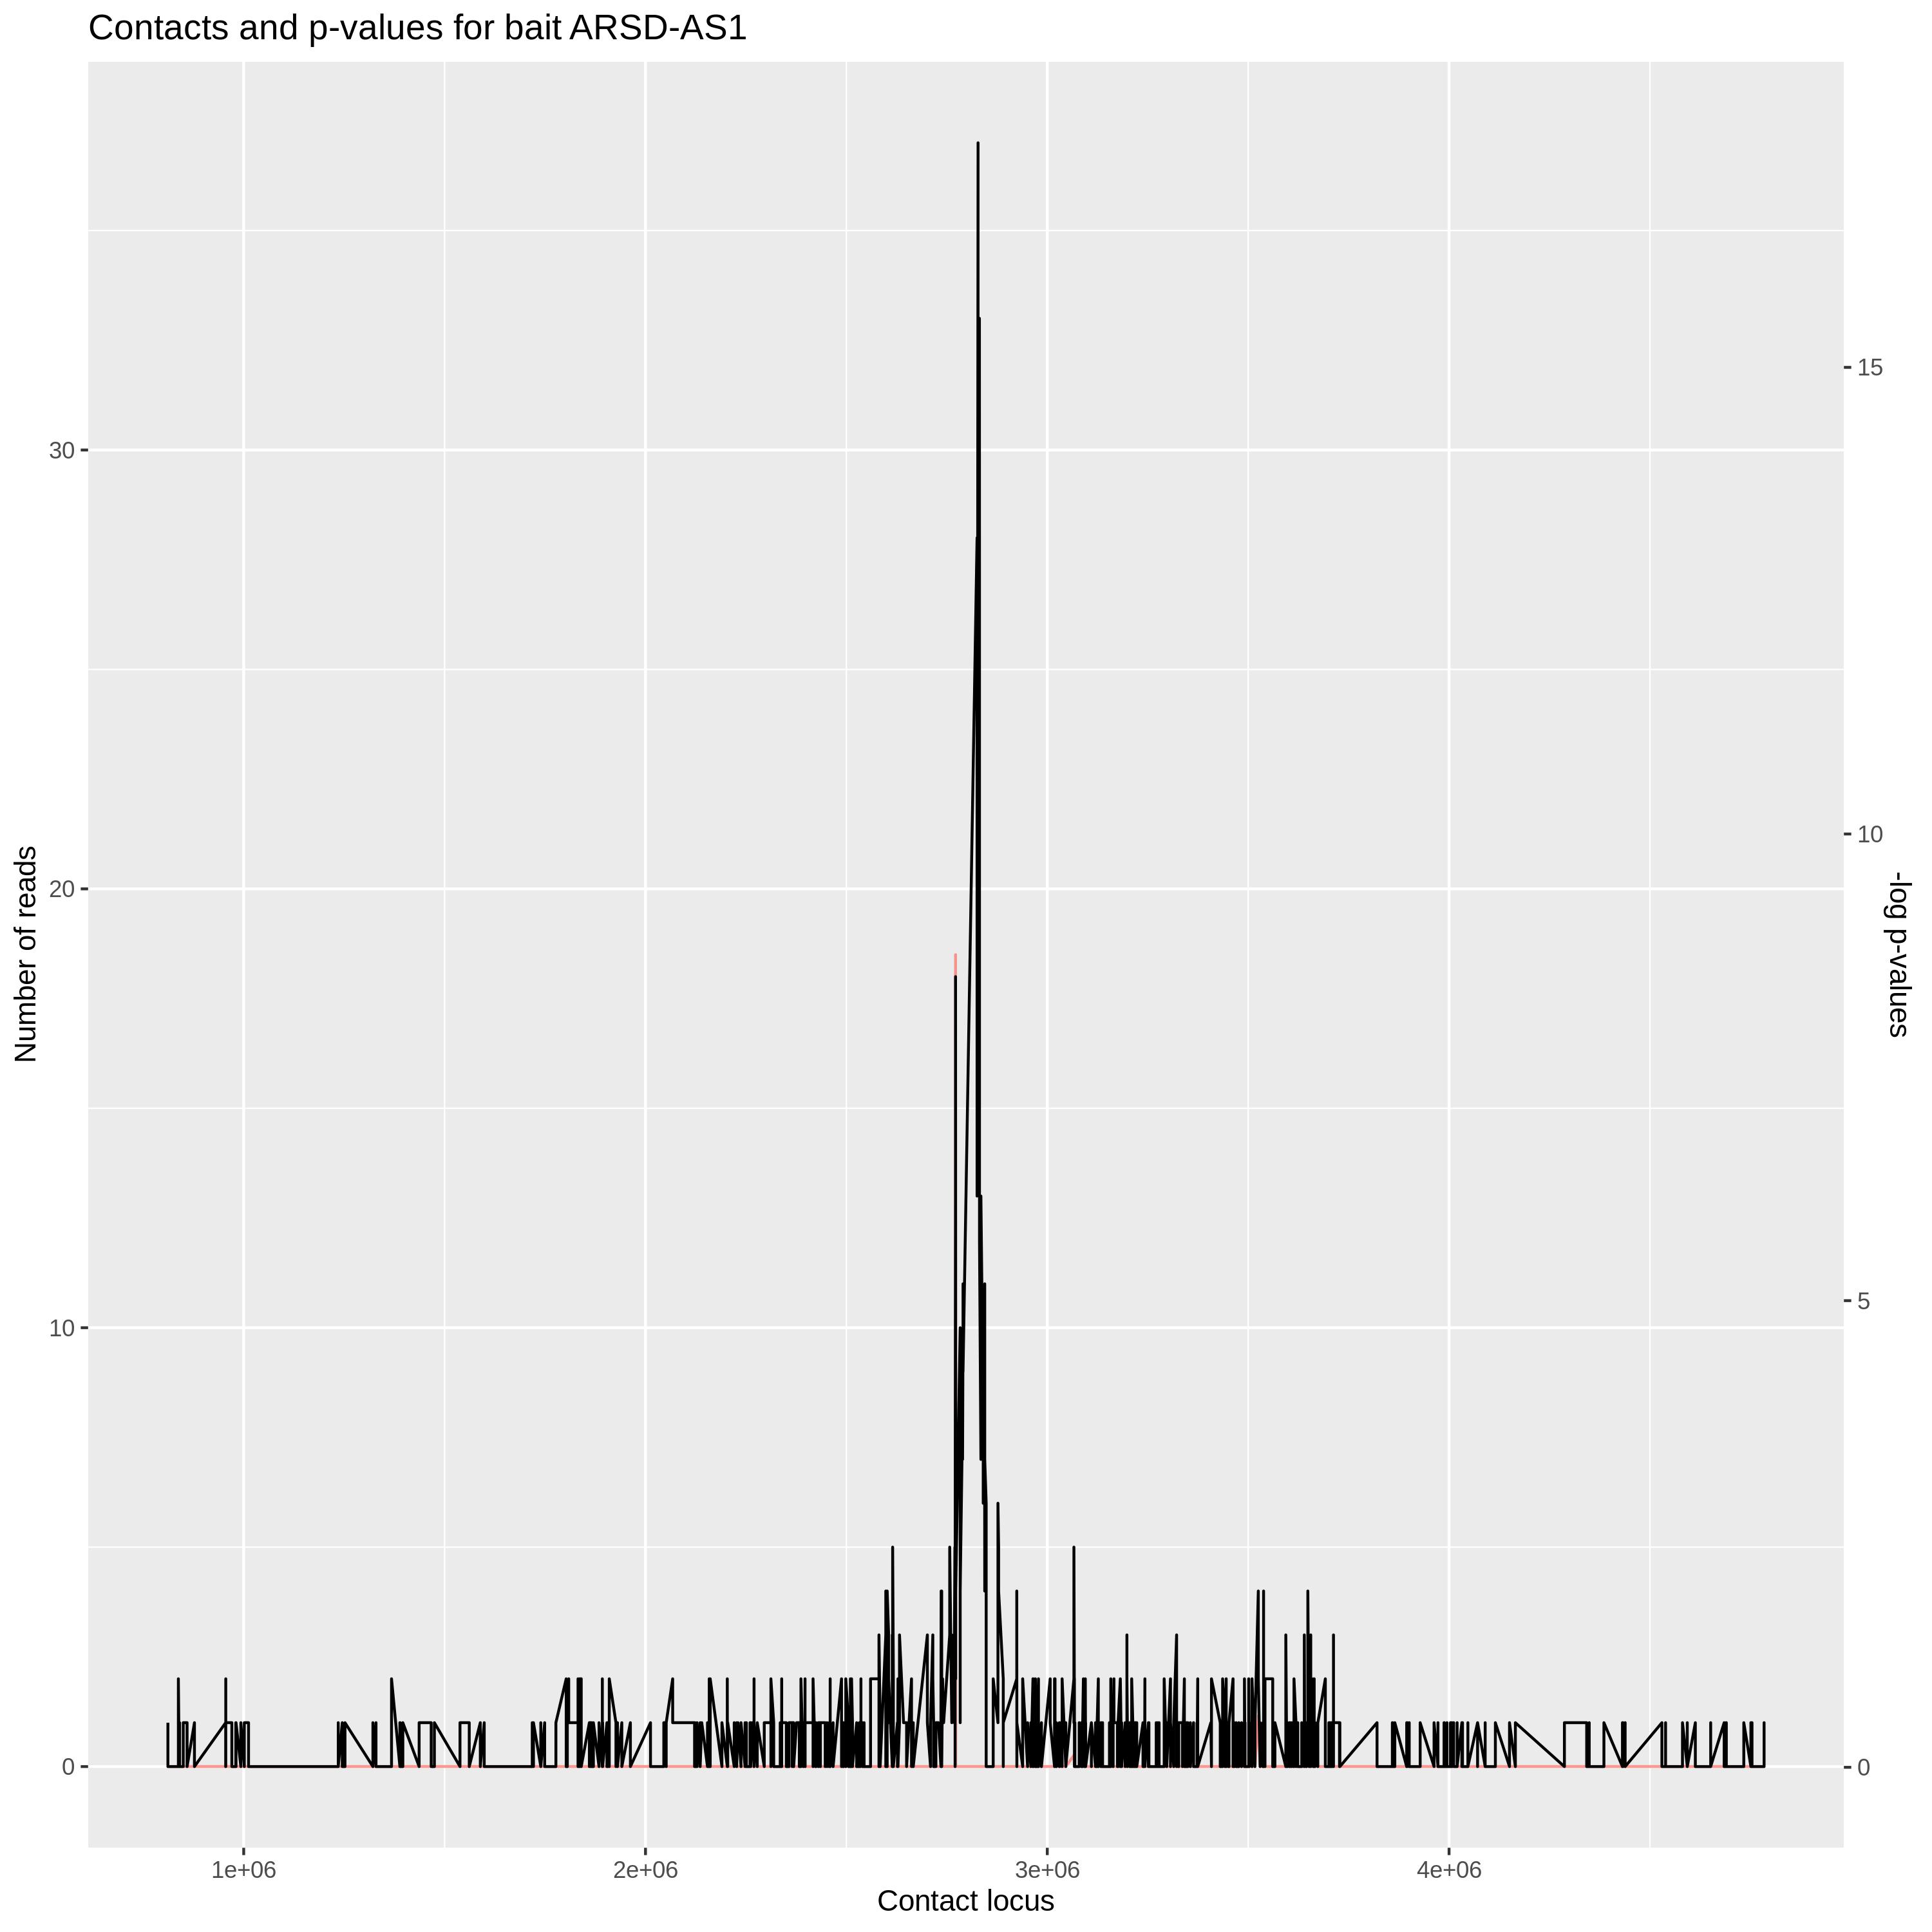 Contacts and p-values for bait ARSD-AS1
Number of reads
30
20
10
0
15
10
5
0
-log p-values
1e+06
2e+06
3e+06
4e+06
Contact locus